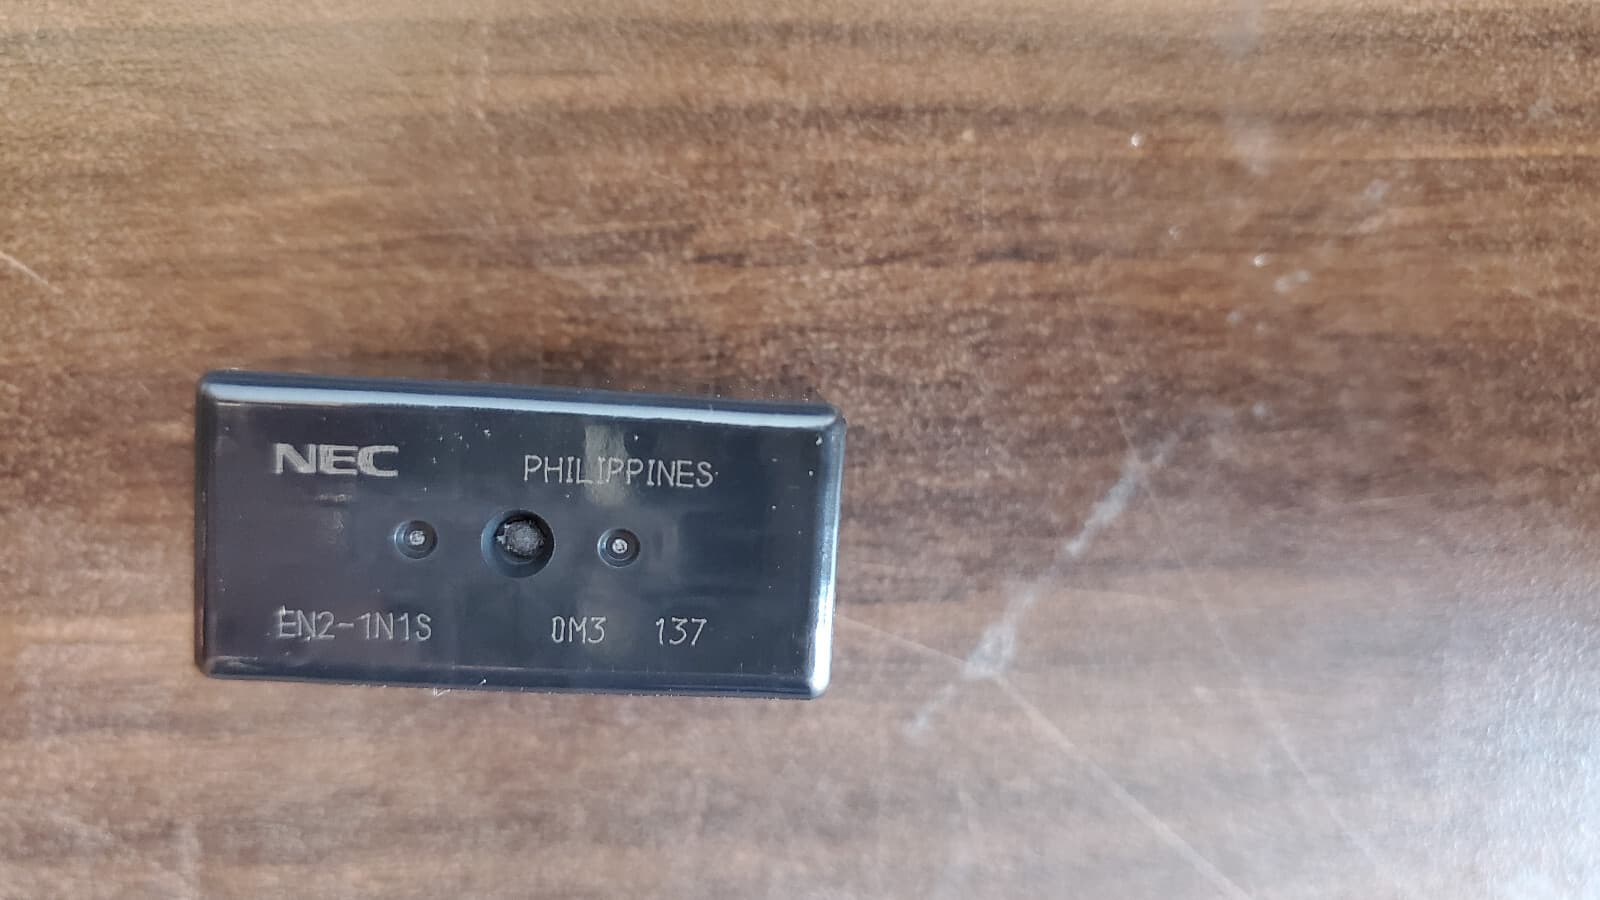 NEC PHILIPPINES
EN2-1N1S 0M3 137